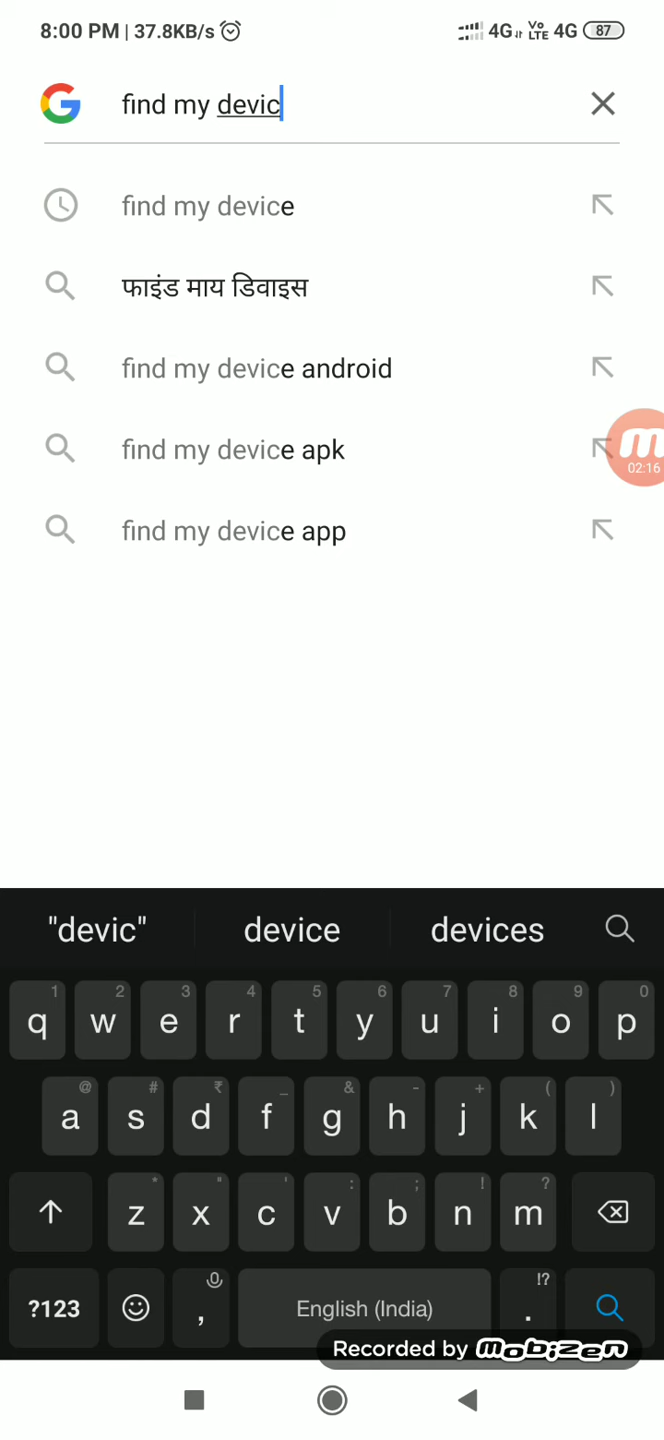 8:00 PM | 37.8KB/s 4G Vo LTE 4G 87
find my devic
find my device
फाइंड माय डिवाइस
find my device android
02:16
find my device apk
find my device app
"devic" device devices
1 2 3 4 5 6 7 8 9 0
q w e r t y u i o p
@ # ₹ _ & - + ( )
a s d f g h j k l
* " ' : ; ! ?
z x c v b n m
!?
?123 , English (India) .
Recorded by mobizen